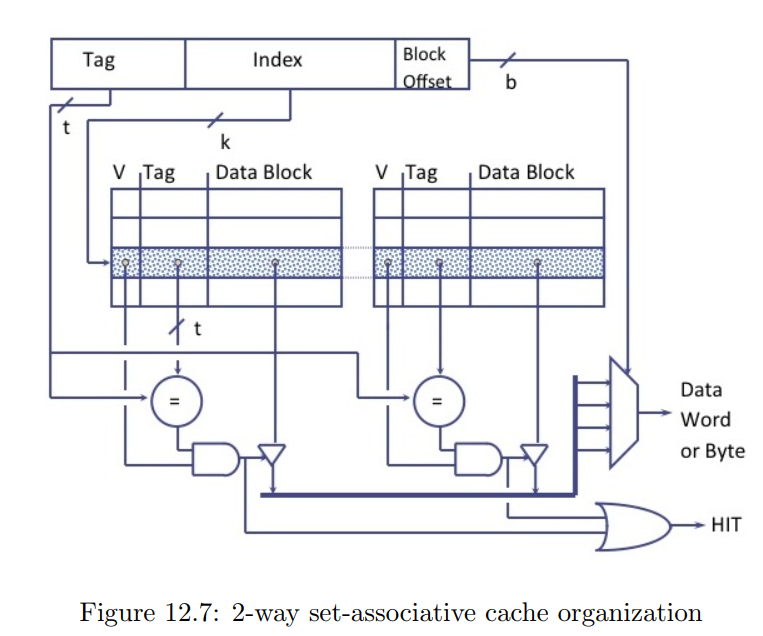 Tag Index Block
Offset
b
t
k
V Tag Data Block V Tag Data Block
t
= =
Data
Word
or Byte
HIT
Figure 12.7: 2-way set-associative cache organization